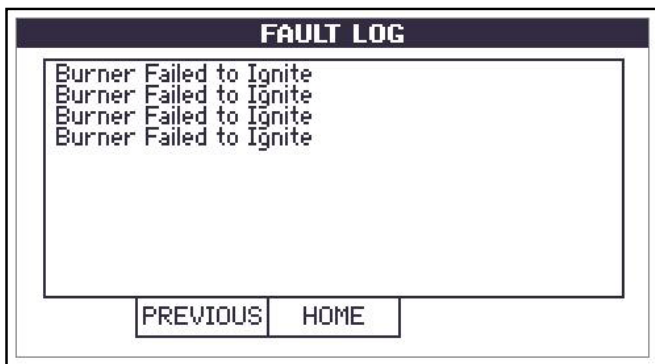 FAULT LOG
Burner Failed to Ignite
Burner Failed to Ignite
Burner Failed to Ignite
Burner Failed to Ignite
PREVIOUS HOME